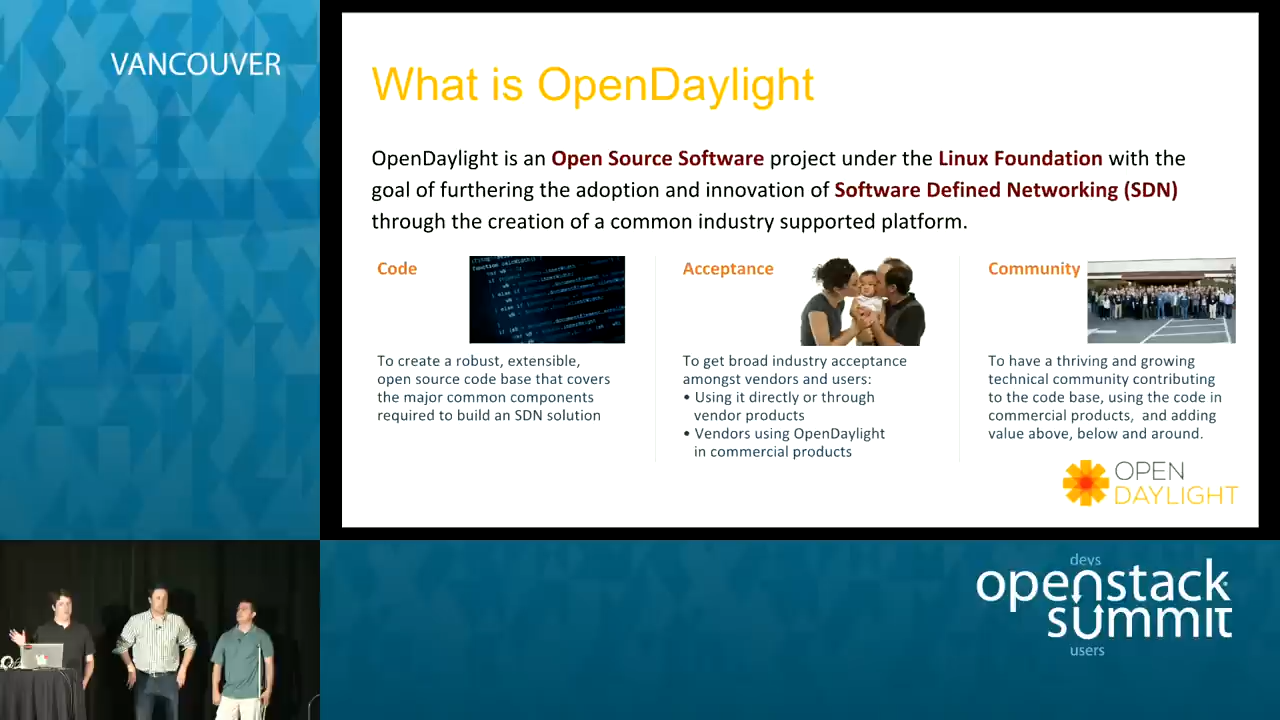 VANCOUVER
What is OpenDaylight
OpenDaylight is an Open Source Software project under the Linux Foundation with the
goal of furthering the adoption and innovation of Software Defined Networking (SDN)
through the creation of a common industry supported platform.
Code
To create a robust, extensible,
open source code base that covers
the major common components
required to build an SDN solution
Acceptance
To get broad industry acceptance
amongst vendors and users:
• Using it directly or through
vendor products
• Vendors using OpenDaylight
in commercial products
Community
To have a thriving and growing
technical community contributing
to the code base, using the code in
commercial products, and adding
value above, below and around.
OPEN
DAYLIGHT
devs
openstack
summit
users